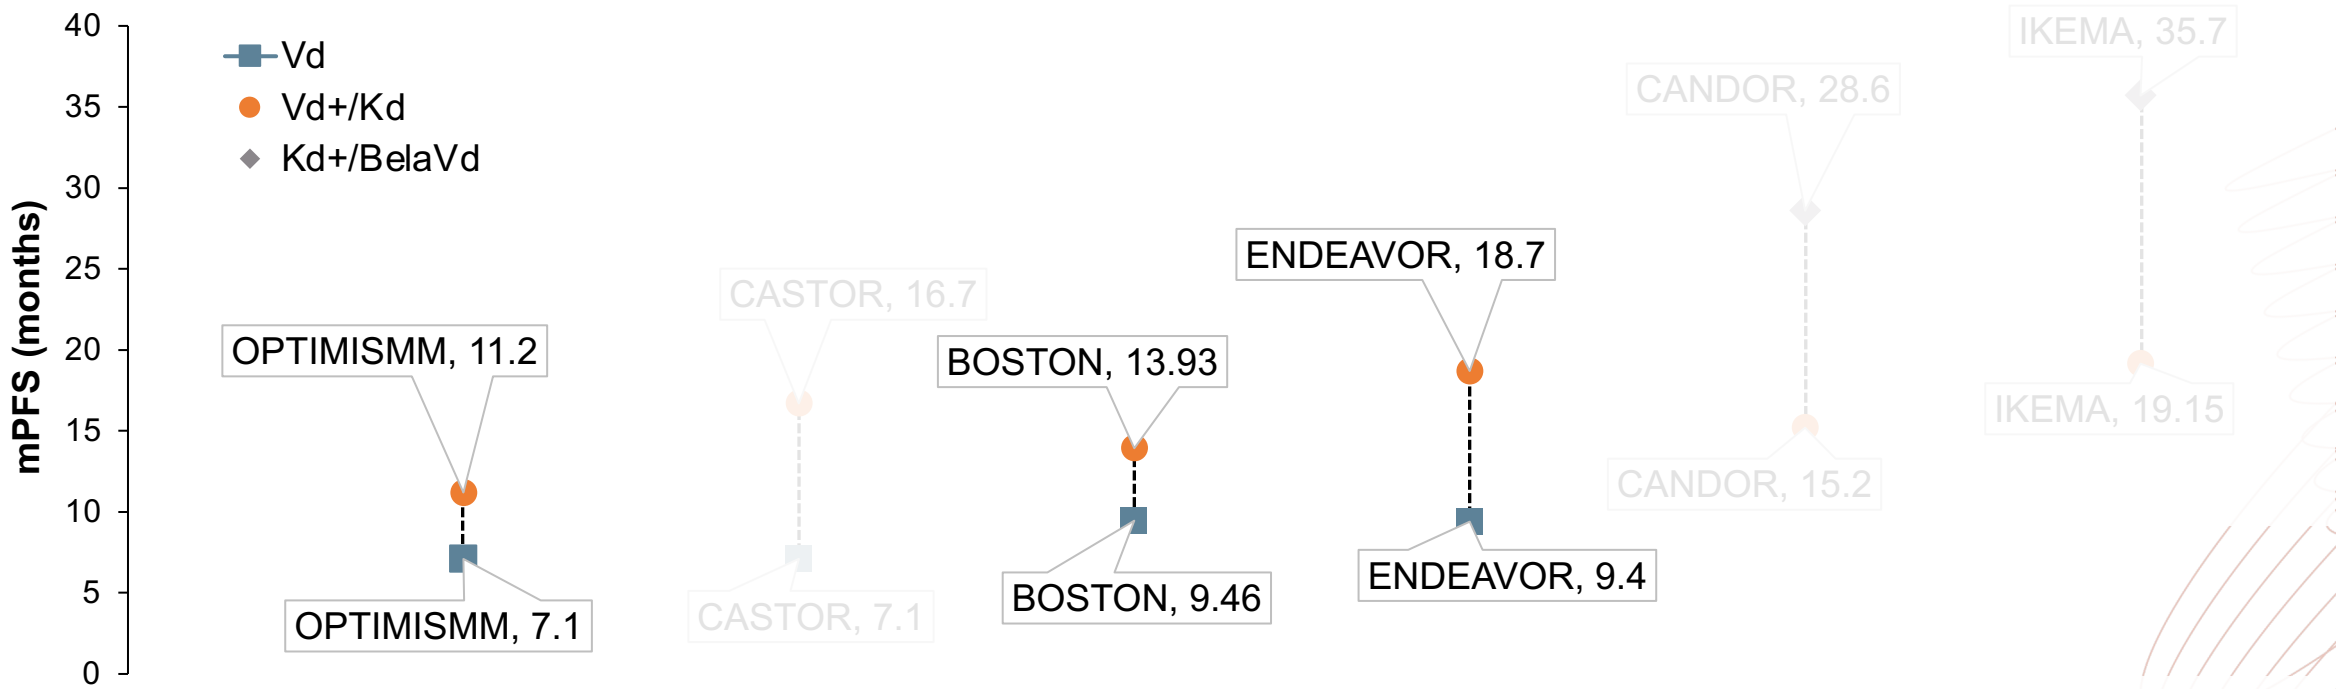 mPFS (months)
40
35
30
25
20
15
10
5
0
Vd
Vd+/Kd
Kd+/BelaVd
OPTIMISMM, 11.2
OPTIMISMM, 7.1
CASTOR, 16.7
CASTOR, 7.1
BOSTON, 13.93
BOSTON, 9.46
ENDEAVOR, 18.7
ENDEAVOR, 9.4
CANDOR, 28.6
CANDOR, 15.2
IKEMA, 35.7
IKEMA, 19.15